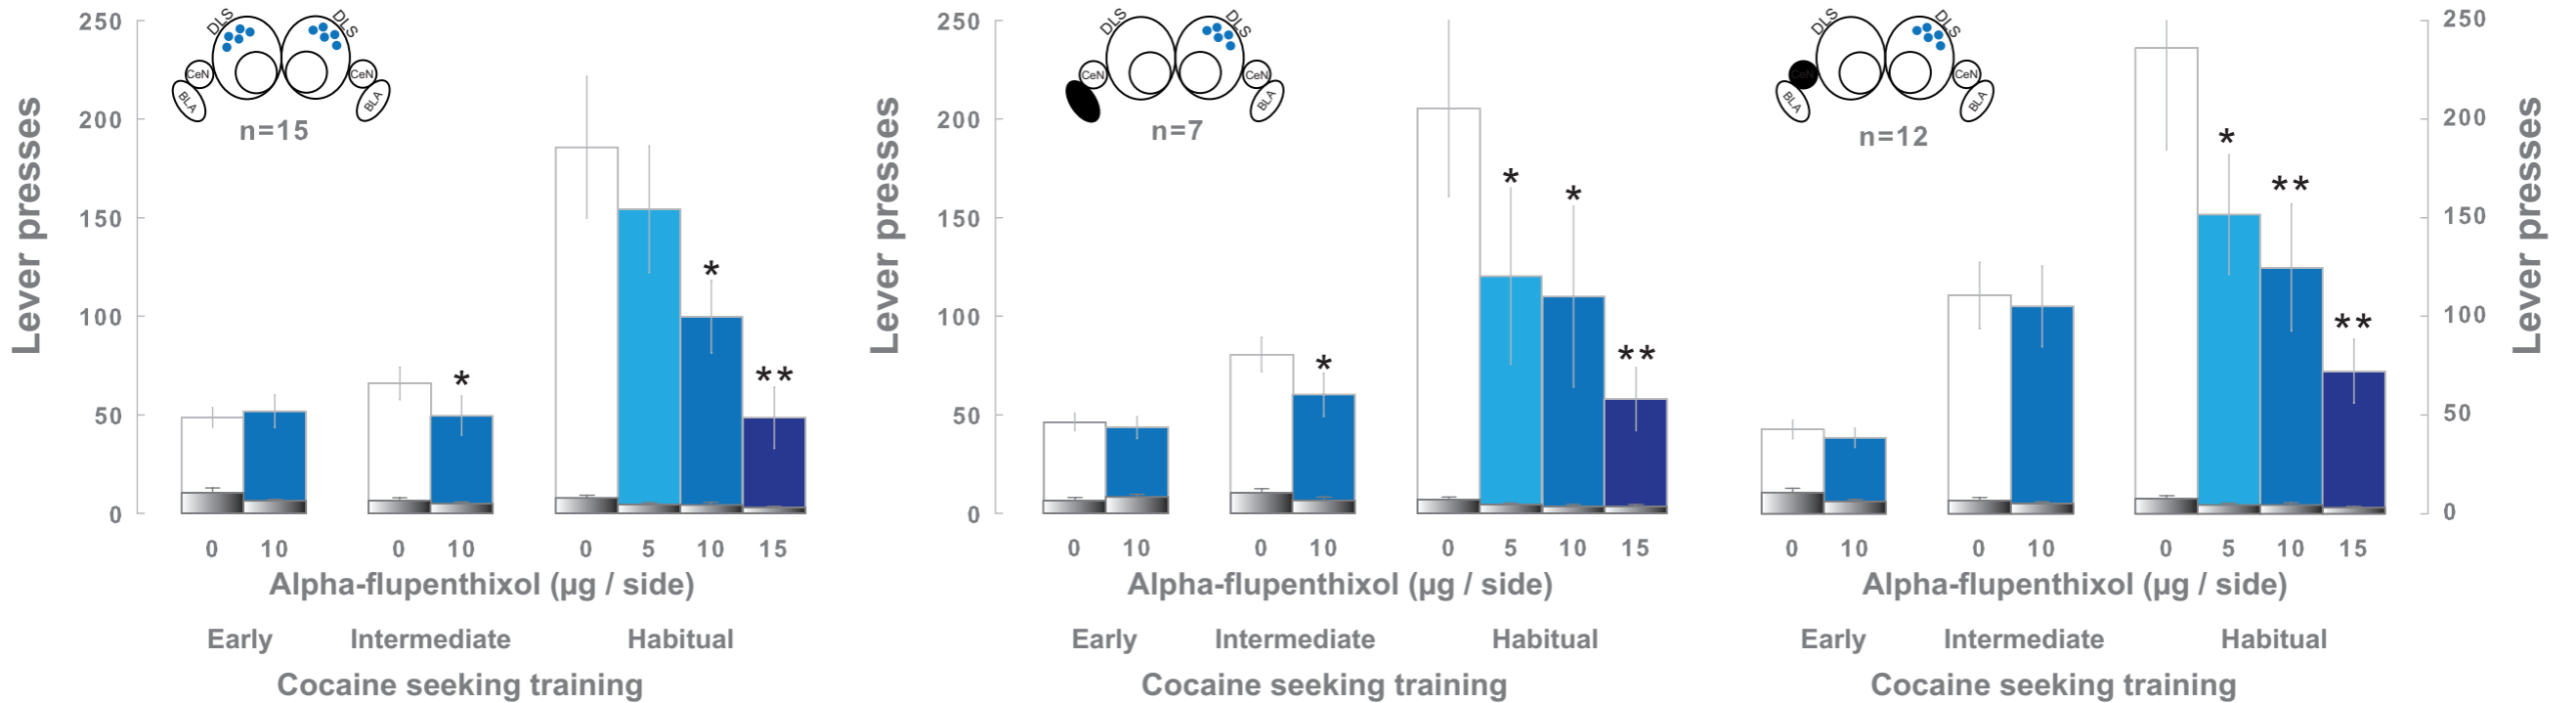 250
200
150
100
50
0
Lever presses
DLS
DLS
CeN
CeN
BLA
BLA
n=15
*
*
**
0 10 0 10 0 5 10 15
Alpha-flupenthixol (µg / side)
Early Intermediate Habitual
Cocaine seeking training
250
200
150
100
50
0
Lever presses
DLS
DLS
CeN
CeN
BLA
n=7
*
*
*
**
0 10 0 10 0 5 10 15
Alpha-flupenthixol (µg / side)
Early Intermediate Habitual
Cocaine seeking training
DLS
DLS
CeN
CeN
BLA
BLA
n=12
*
**
**
0 10 0 10 0 5 10 15
Alpha-flupenthixol (µg / side)
Early Intermediate Habitual
Cocaine seeking training
250
200
150
100
50
0
Lever presses